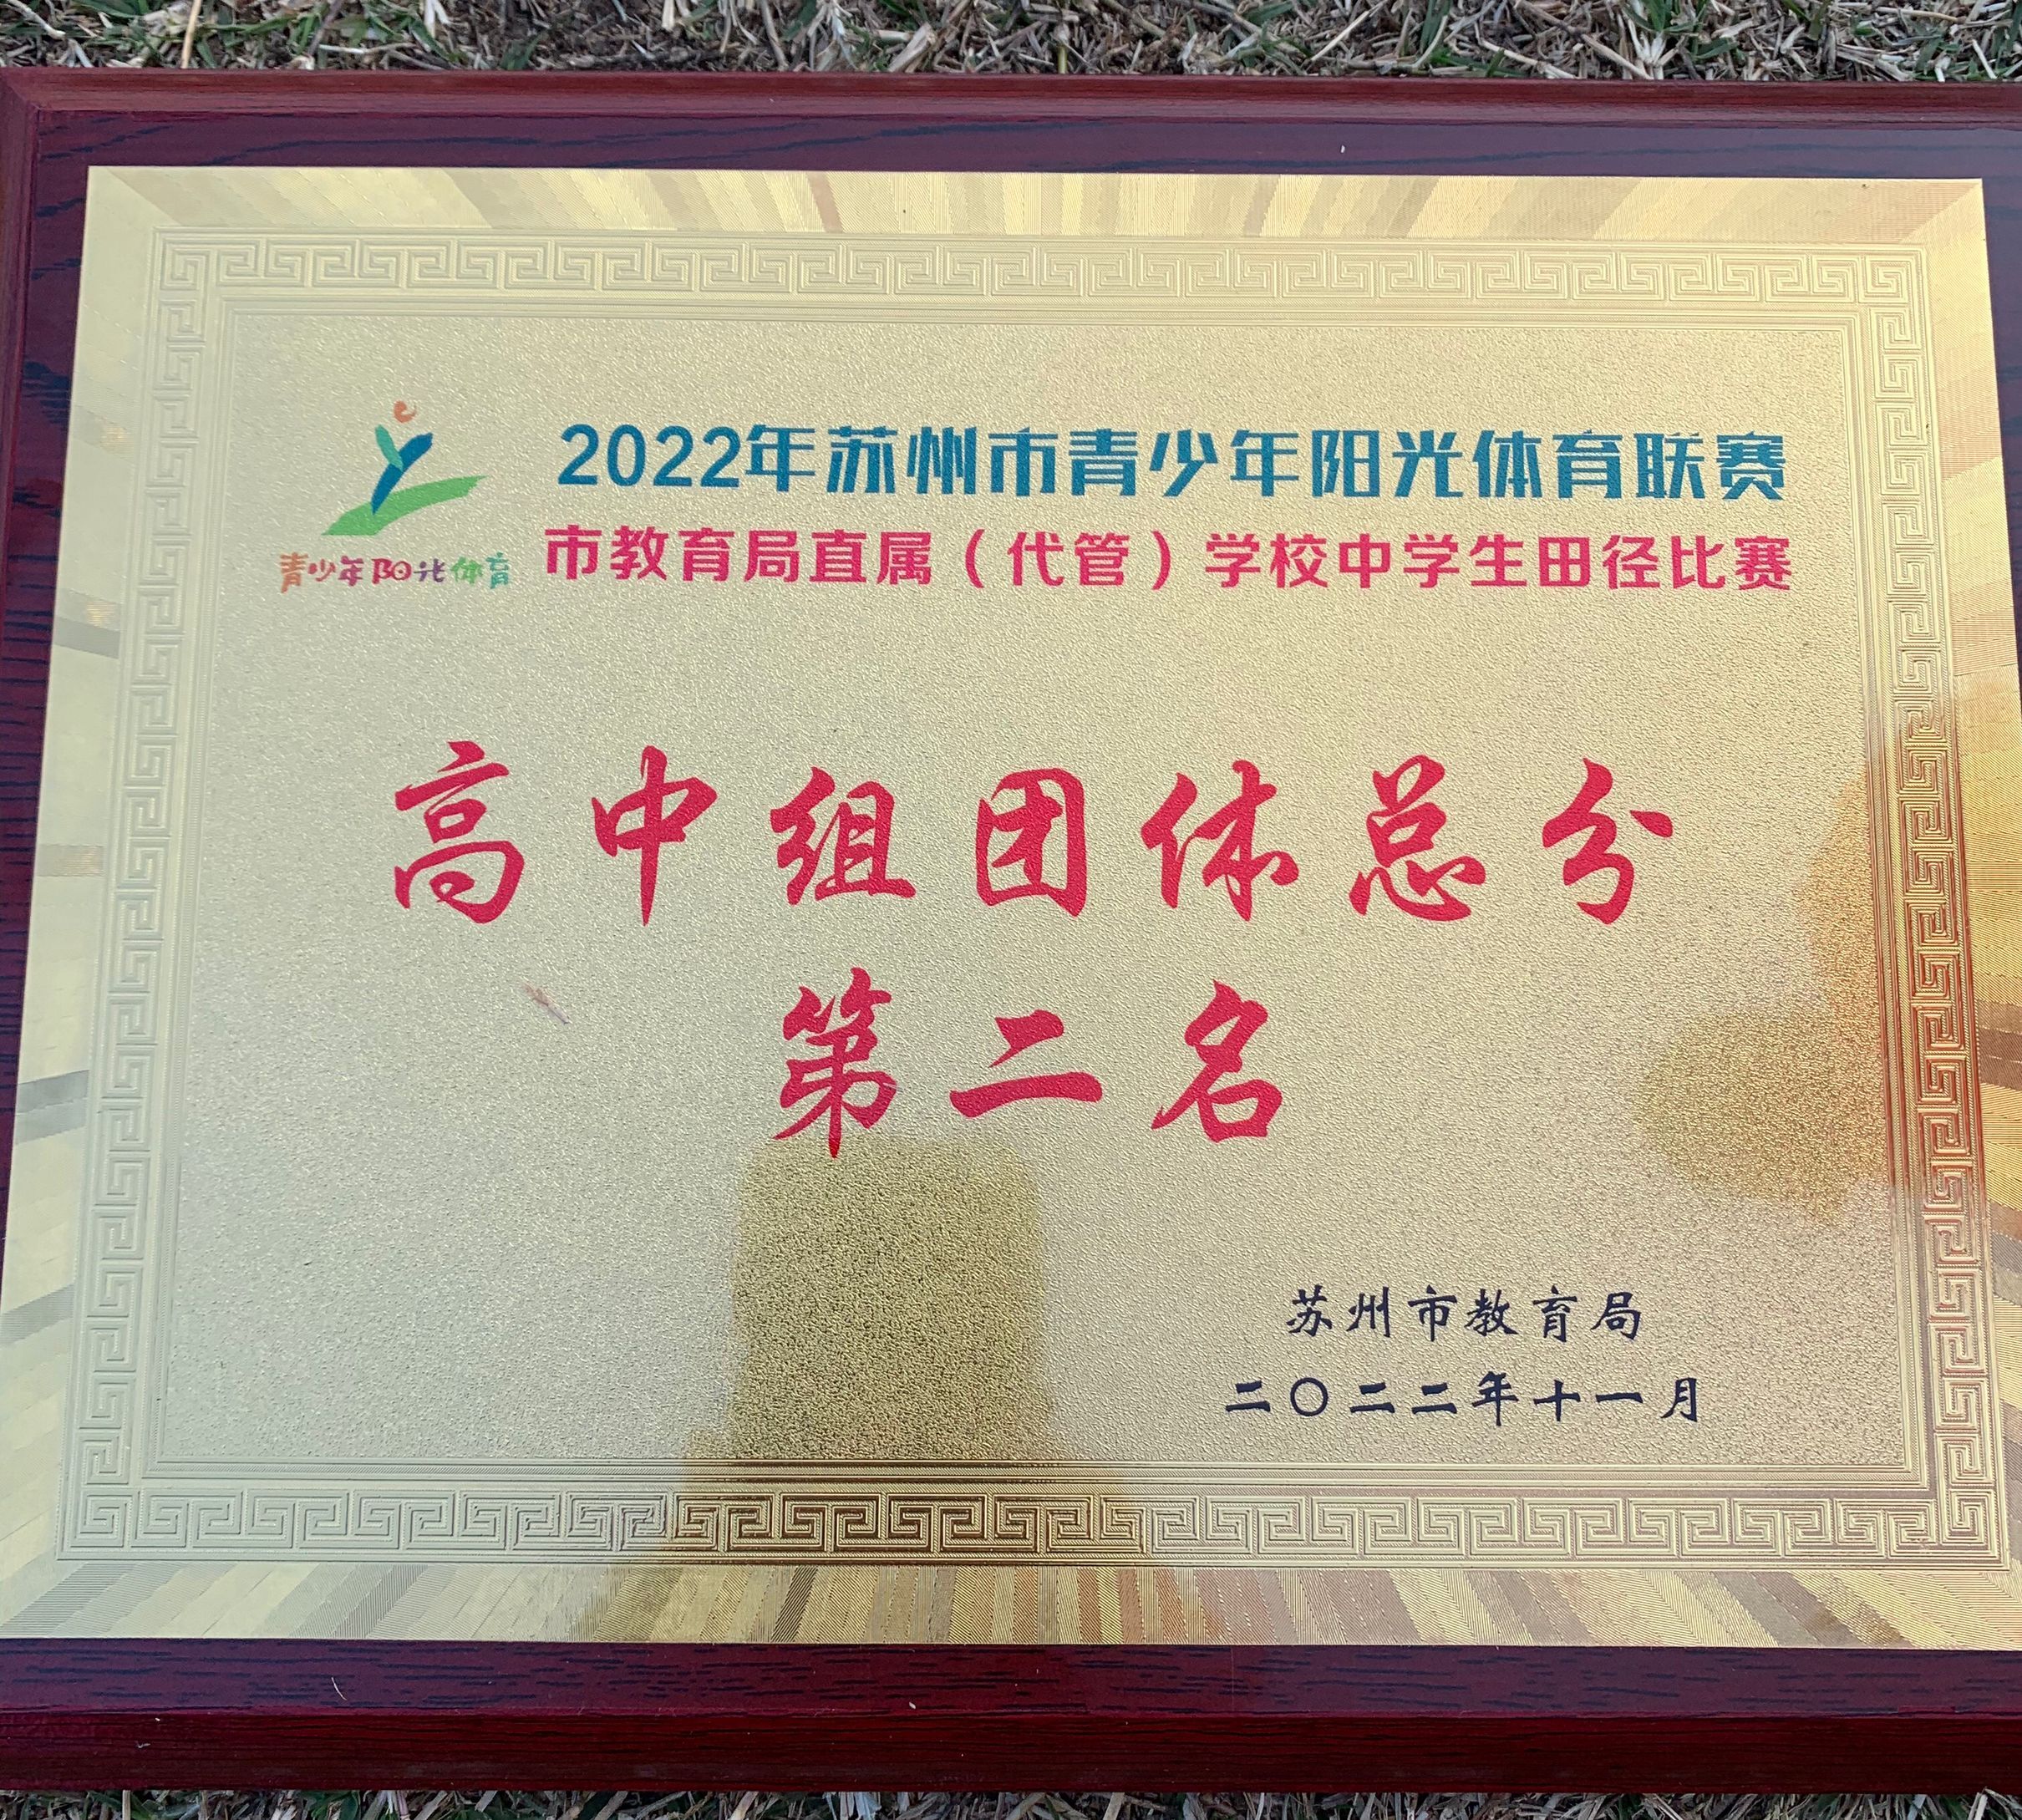 2022年苏州市青少年阳光体育联赛
青少年阳光体育
市教育局直属（代管）学校中学生田径比赛
高中组团体总分
第二名
苏州市教育局
二〇二二年十一月